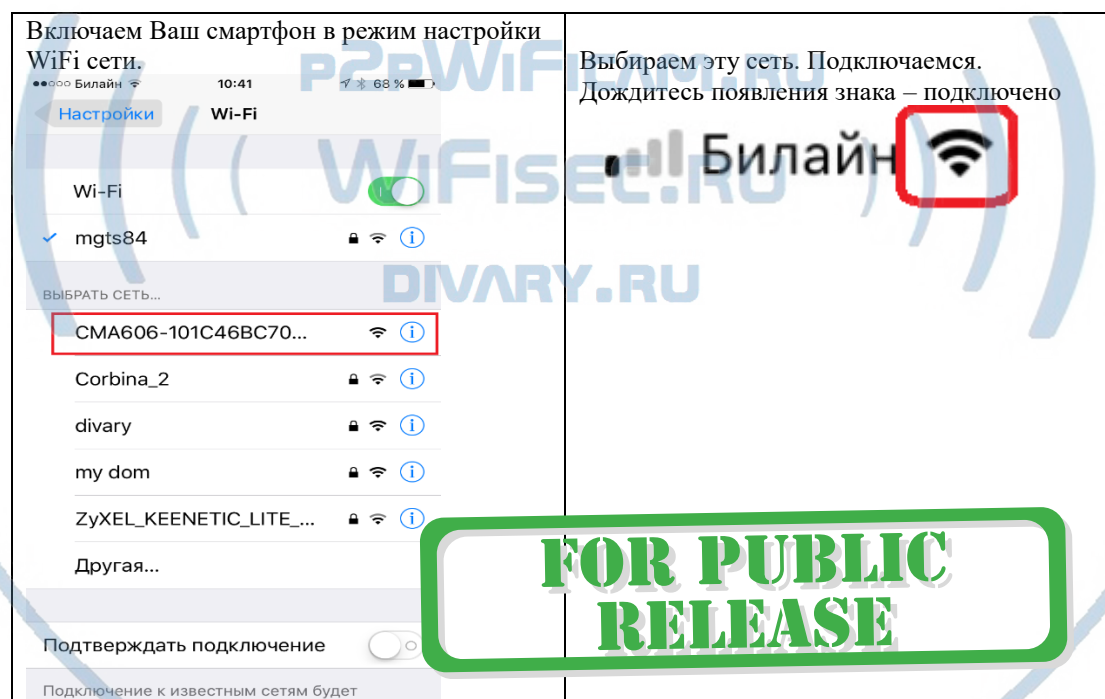 Включаем Ваш смартфон в режим настройки
WiFi сети.
Билайн 10:41 68 %
Настройки Wi-Fi
Wi-Fi
mgts84
ВЫБРАТЬ СЕТЬ...
CMA606-101C46BC70...
Corbina_2
divary
my dom
ZyXEL_KEENETIC_LITE_...
Другая...
Подтверждать подключение
Подключение к известным сетям будет
Выбираем эту сеть. Подключаемся.
Дождитесь появления знака – подключено
Билайн
P2PWIFICAM.RU
WIFISEC.RU
DIVARY.RU
FOR PUBLIC
RELEASE